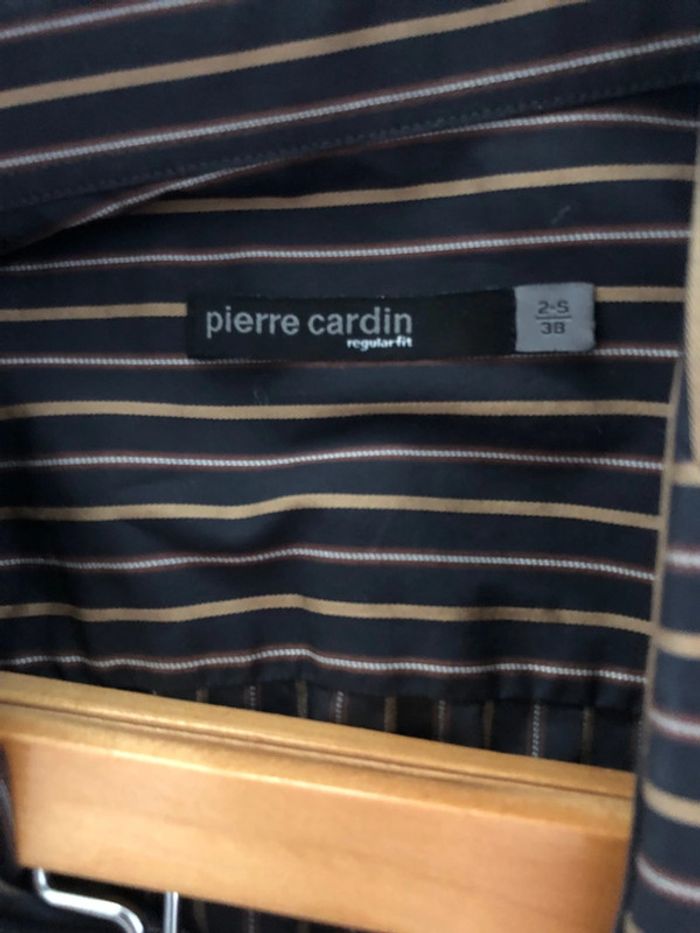 pierre cardin
regular fit
2-S
38